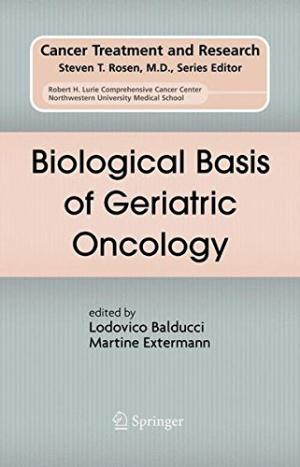 Cancer Treatment and Research
Steven T. Rosen, M.D., Series Editor
Robert H. Lurie Comprehensive Cancer Center
Northwestern University Medical School
Biological Basis
of Geriatric
Oncology
edited by
Lodovico Balducci
Martine Extermann
Springer